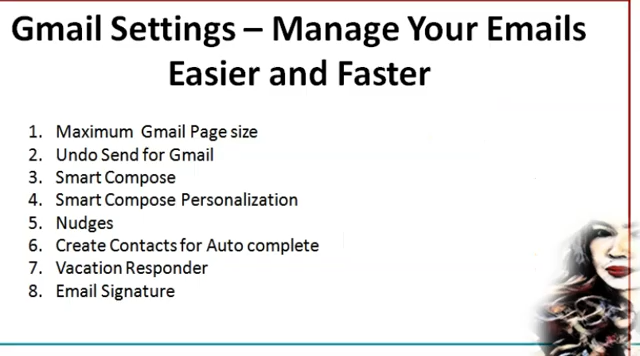 Gmail Settings – Manage Your Emails
Easier and Faster
1. Maximum Gmail Page size
2. Undo Send for Gmail
3. Smart Compose
4. Smart Compose Personalization
5. Nudges
6. Create Contacts for Auto complete
7. Vacation Responder
8. Email Signature